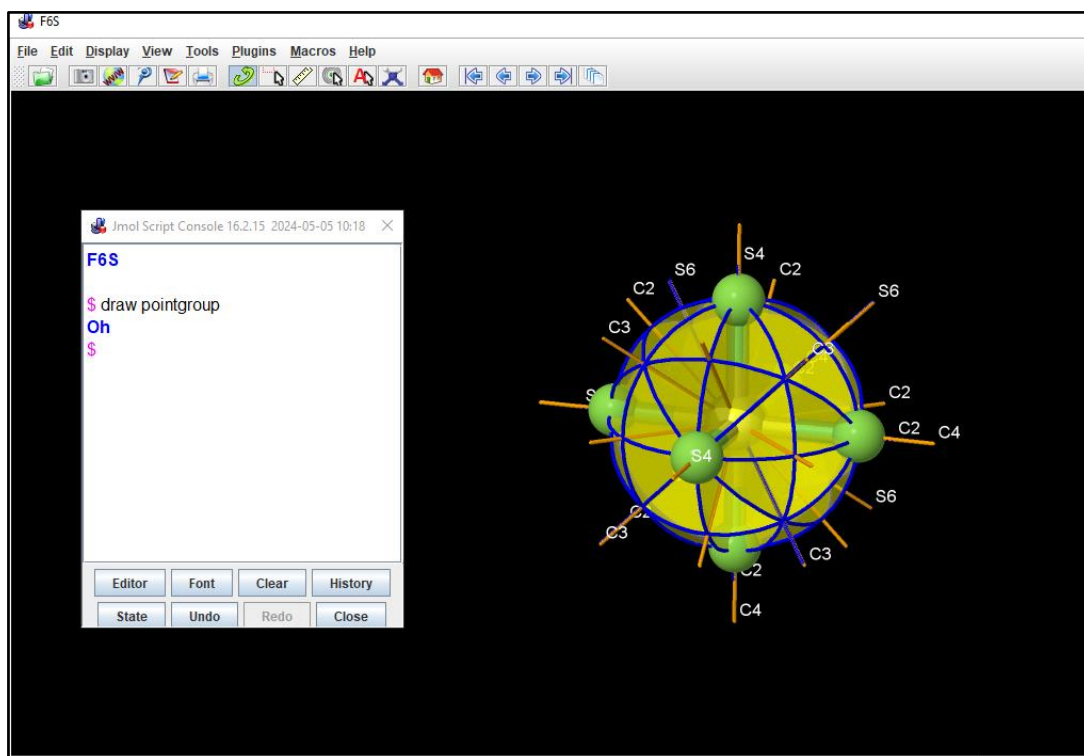 F6S
File Edit Display View Tools Plugins Macros Help
Jmol Script Console 16.2.15 2024-05-05 10:18
F6S
$ draw pointgroup
Oh
$
Editor Font Clear History
State Undo Redo Close
S4
S6
C2
C2
S6
C3
C3
C2
C2
C4
S4
S6
C3
C3
C2
C4